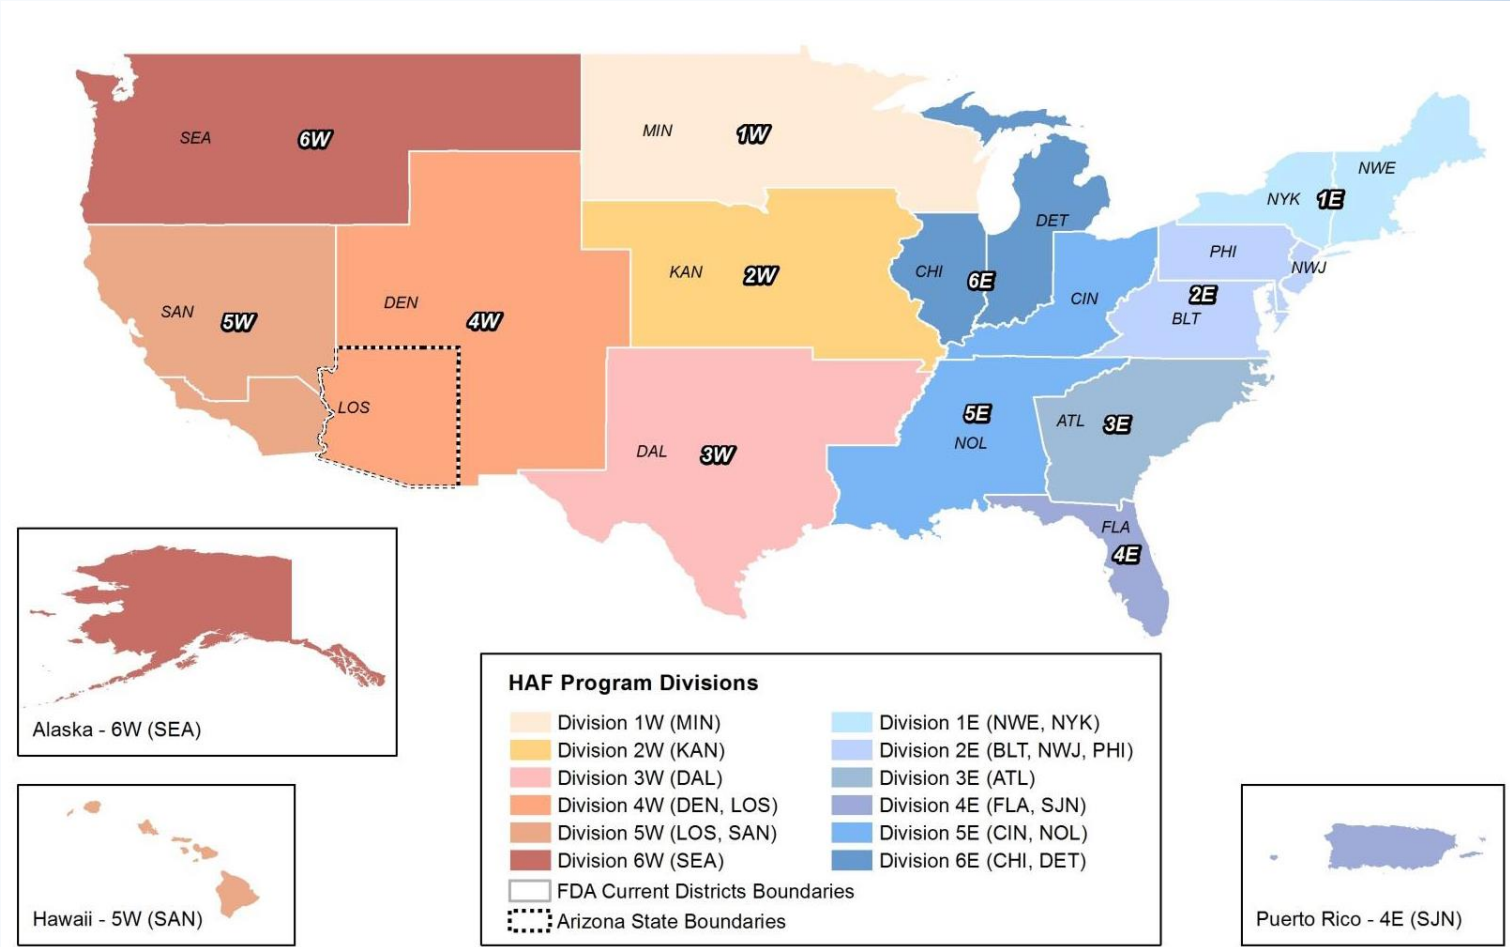 SEA
6W
MIN
1W
NWE
NYK
1E
DET
PHI
NWJ
CHI
6E
KAN
2W
CIN
2E
BLT
DEN
SAN
5W
4W
LOS
5E
NOL
ATL
3E
DAL
3W
FLA
4E
Alaska - 6W (SEA)
Hawaii - 5W (SAN)
HAF Program Divisions
Division 1W (MIN)
Division 2W (KAN)
Division 3W (DAL)
Division 4W (DEN, LOS)
Division 5W (LOS, SAN)
Division 6W (SEA)
FDA Current Districts Boundaries
Arizona State Boundaries
Division 1E (NWE, NYK)
Division 2E (BLT, NWJ, PHI)
Division 3E (ATL)
Division 4E (FLA, SJN)
Division 5E (CIN, NOL)
Division 6E (CHI, DET)
Puerto Rico - 4E (SJN)